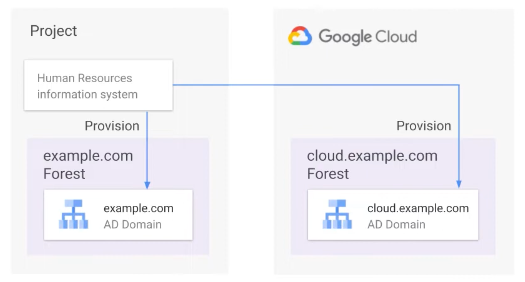 Project
Human Resources
information system
Provision
example.com
Forest
example.com
AD Domain
Google Cloud
Provision
cloud.example.com
Forest
cloud.example.com
AD Domain